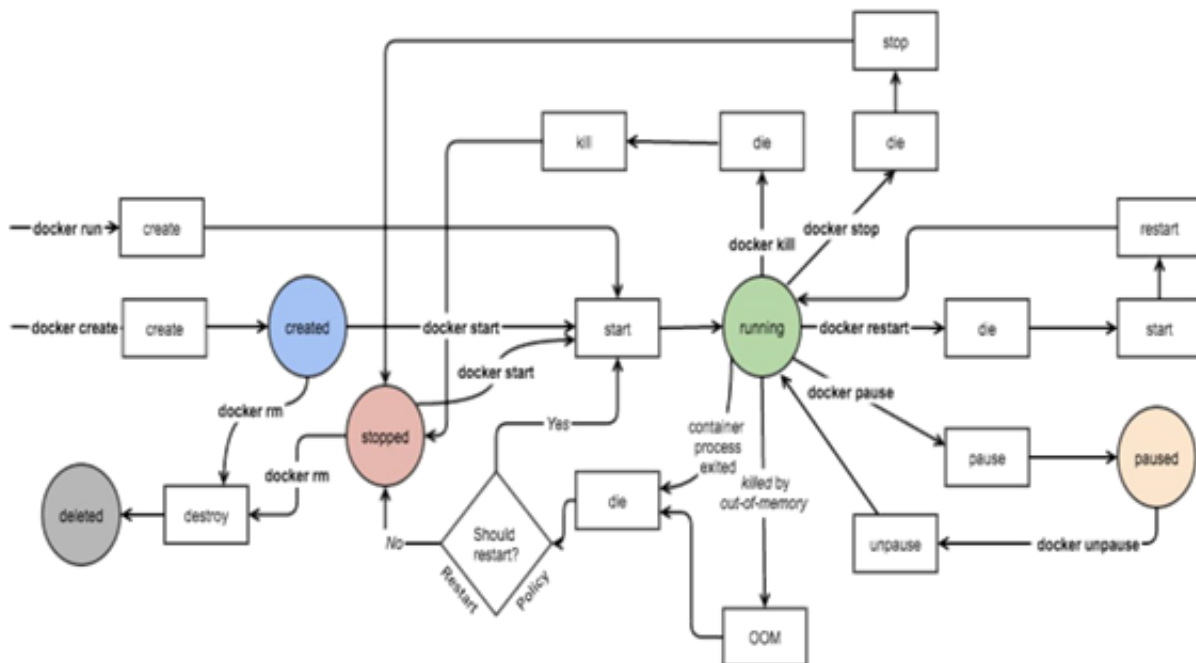 stop
kill
die
die
docker run
create
docker kill
docker stop
restart
docker create
create
created
docker start
start
running
docker restart
die
start
docker start
docker pause
docker rm
stopped
Yes
container
process
exited
pause
paused
docker rm
deleted
destroy
No
Should
restart?
Restart
Policy
die
killed by
out-of-memory
unpause
docker unpause
OOM